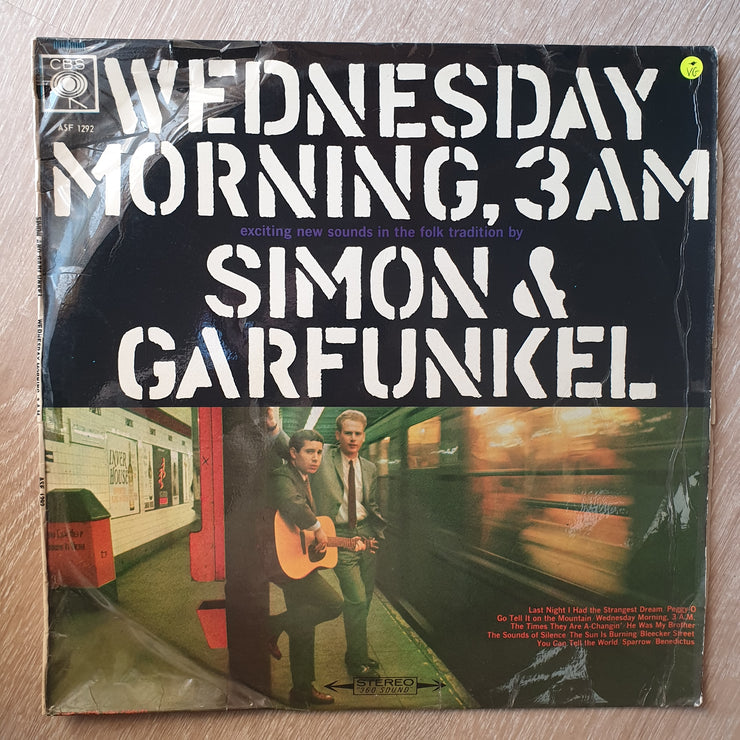 CBS
ASF 1292
VG
WEDNESDAY
MORNING, 3AM
exciting new sounds in the folk tradition by
SIMON &
GARFUNKEL
INVER
HOUSE
Last Night I Had the Strangest Dream · Peggy-O
Go Tell It on the Mountain · Wednesday Morning, 3 A.M.
The Times They Are A-Changin' · He Was My Brother
The Sounds of Silence · The Sun Is Burning · Bleecker Street
You Can Tell the World · Sparrow · Benedictus
STEREO
"360 SOUND"